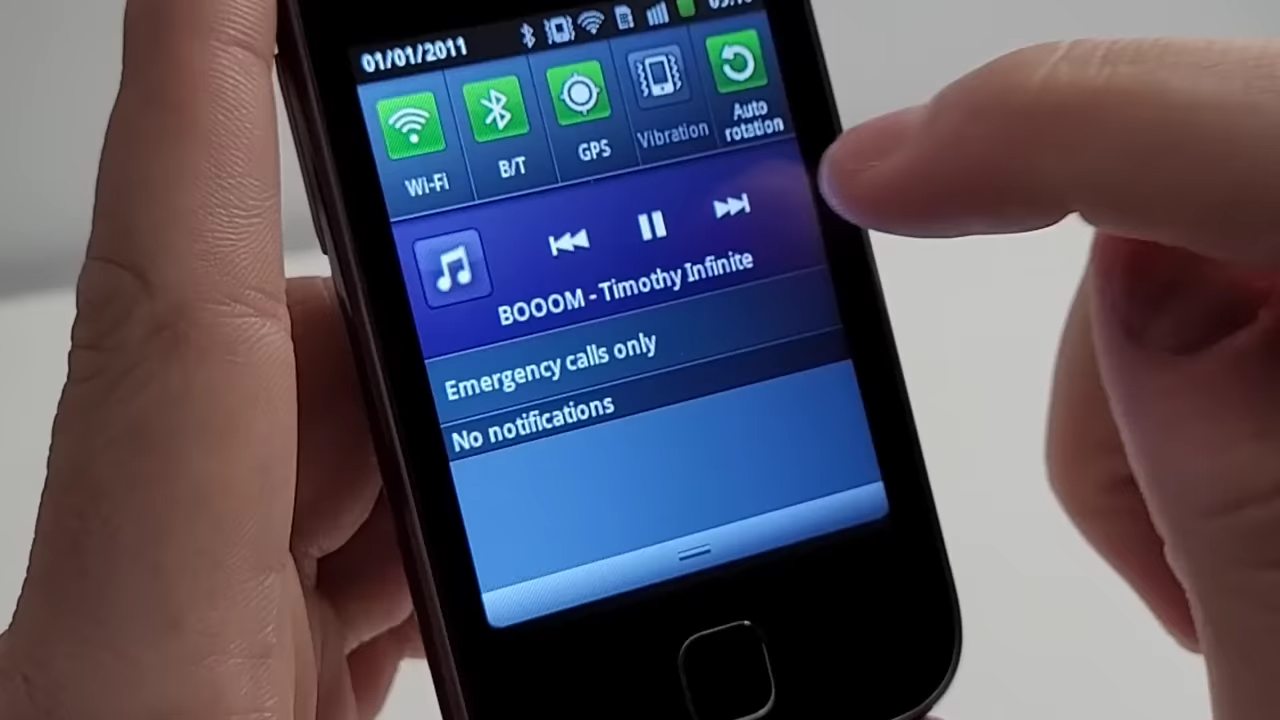 01/01/2011
Wi-Fi
B/T
GPS
Vibration
Auto
rotation
BOOOM - Timothy Infinite
Emergency calls only
No notifications